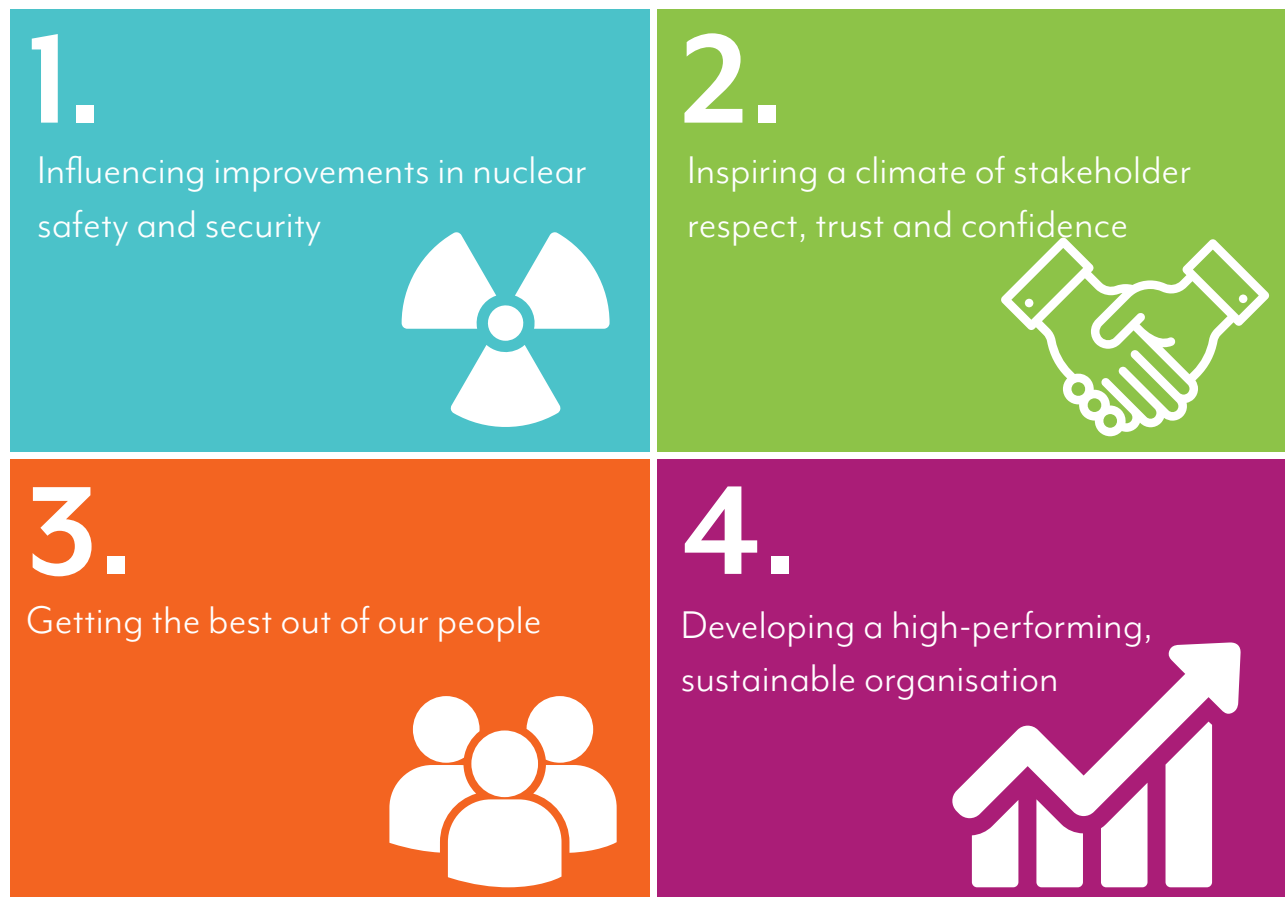 1.
Influencing improvements in nuclear
safety and security
2.
Inspiring a climate of stakeholder
respect, trust and confidence
3.
Getting the best out of our people
4.
Developing a high-performing,
sustainable organisation